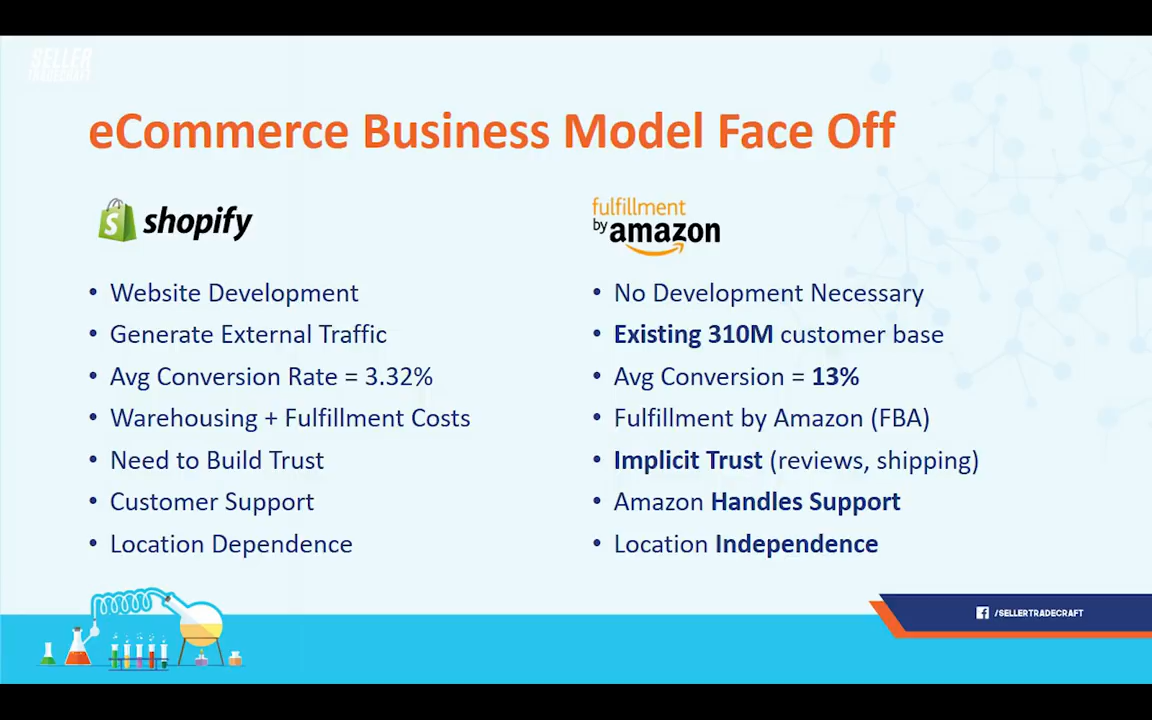 SELLER
TRADECRAFT
eCommerce Business Model Face Off
shopify
fulfillment
by amazon
• Website Development
• Generate External Traffic
• Avg Conversion Rate = 3.32%
• Warehousing + Fulfillment Costs
• Need to Build Trust
• Customer Support
• Location Dependence
• No Development Necessary
• Existing 310M customer base
• Avg Conversion = 13%
• Fulfillment by Amazon (FBA)
• Implicit Trust (reviews, shipping)
• Amazon Handles Support
• Location Independence
/SELLERTRADECRAFT